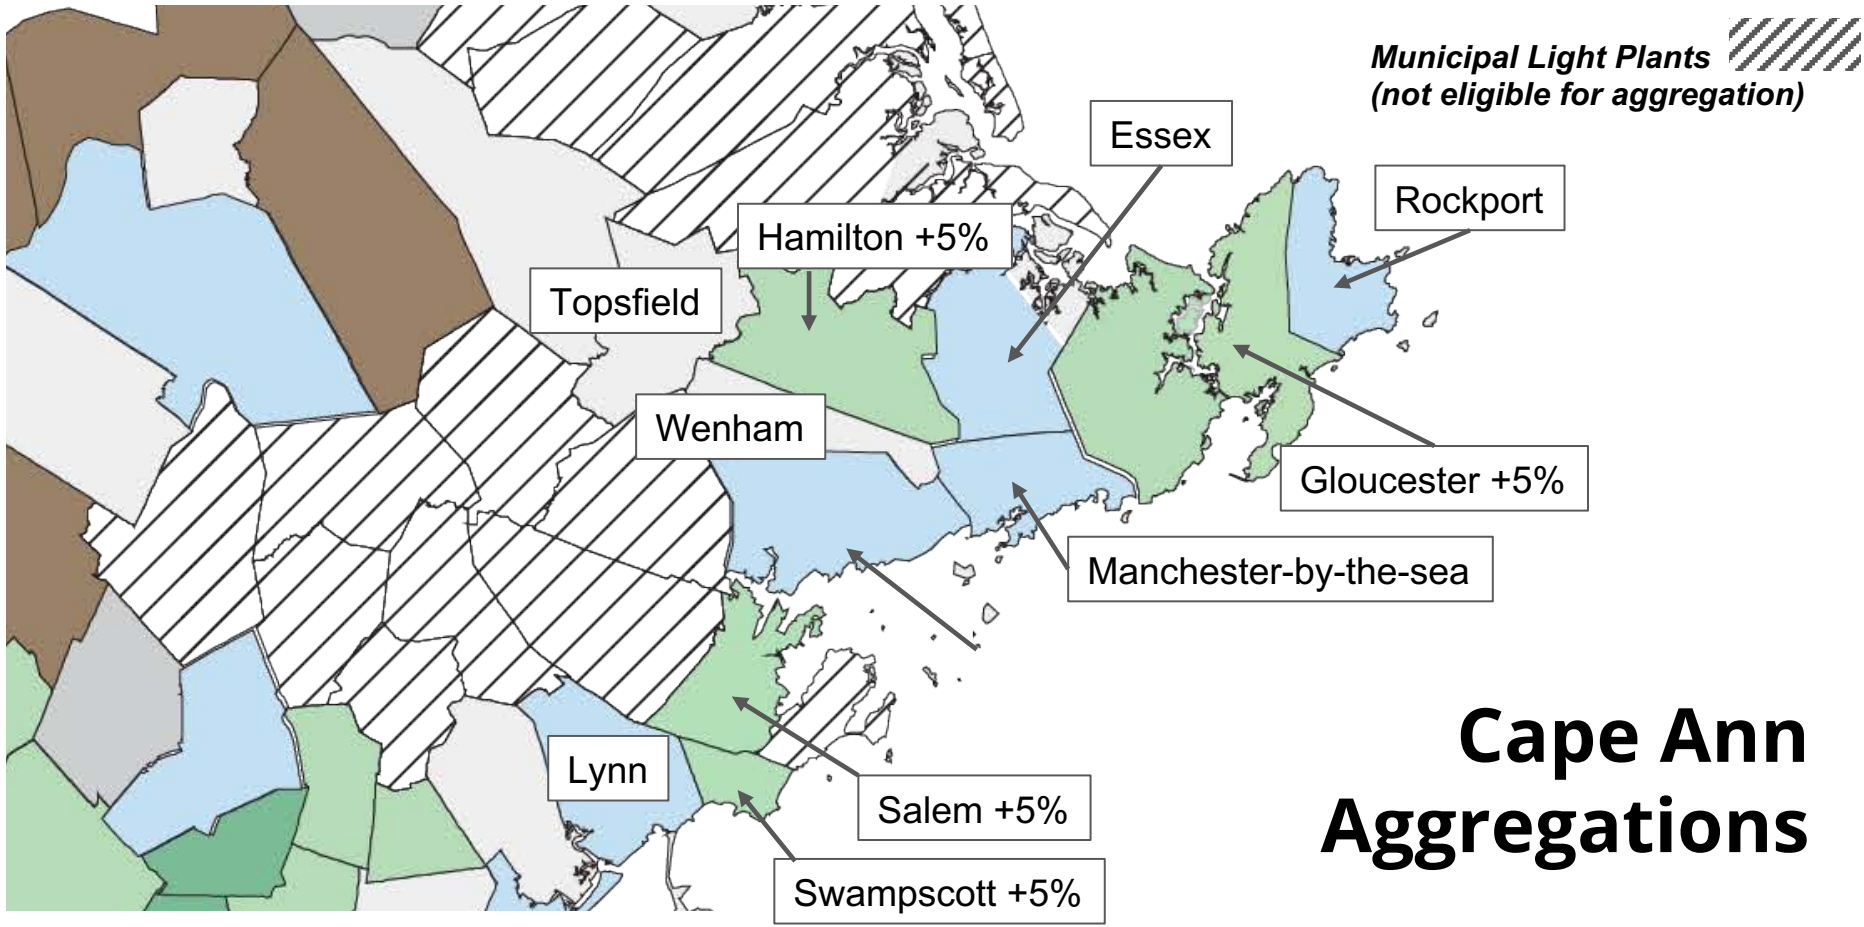 Municipal Light Plants
(not eligible for aggregation)
Essex
Rockport
Hamilton +5%
Topsfield
Wenham
Gloucester +5%
Manchester-by-the-sea
Lynn
Salem +5%
Swampscott +5%
Cape Ann
Aggregations